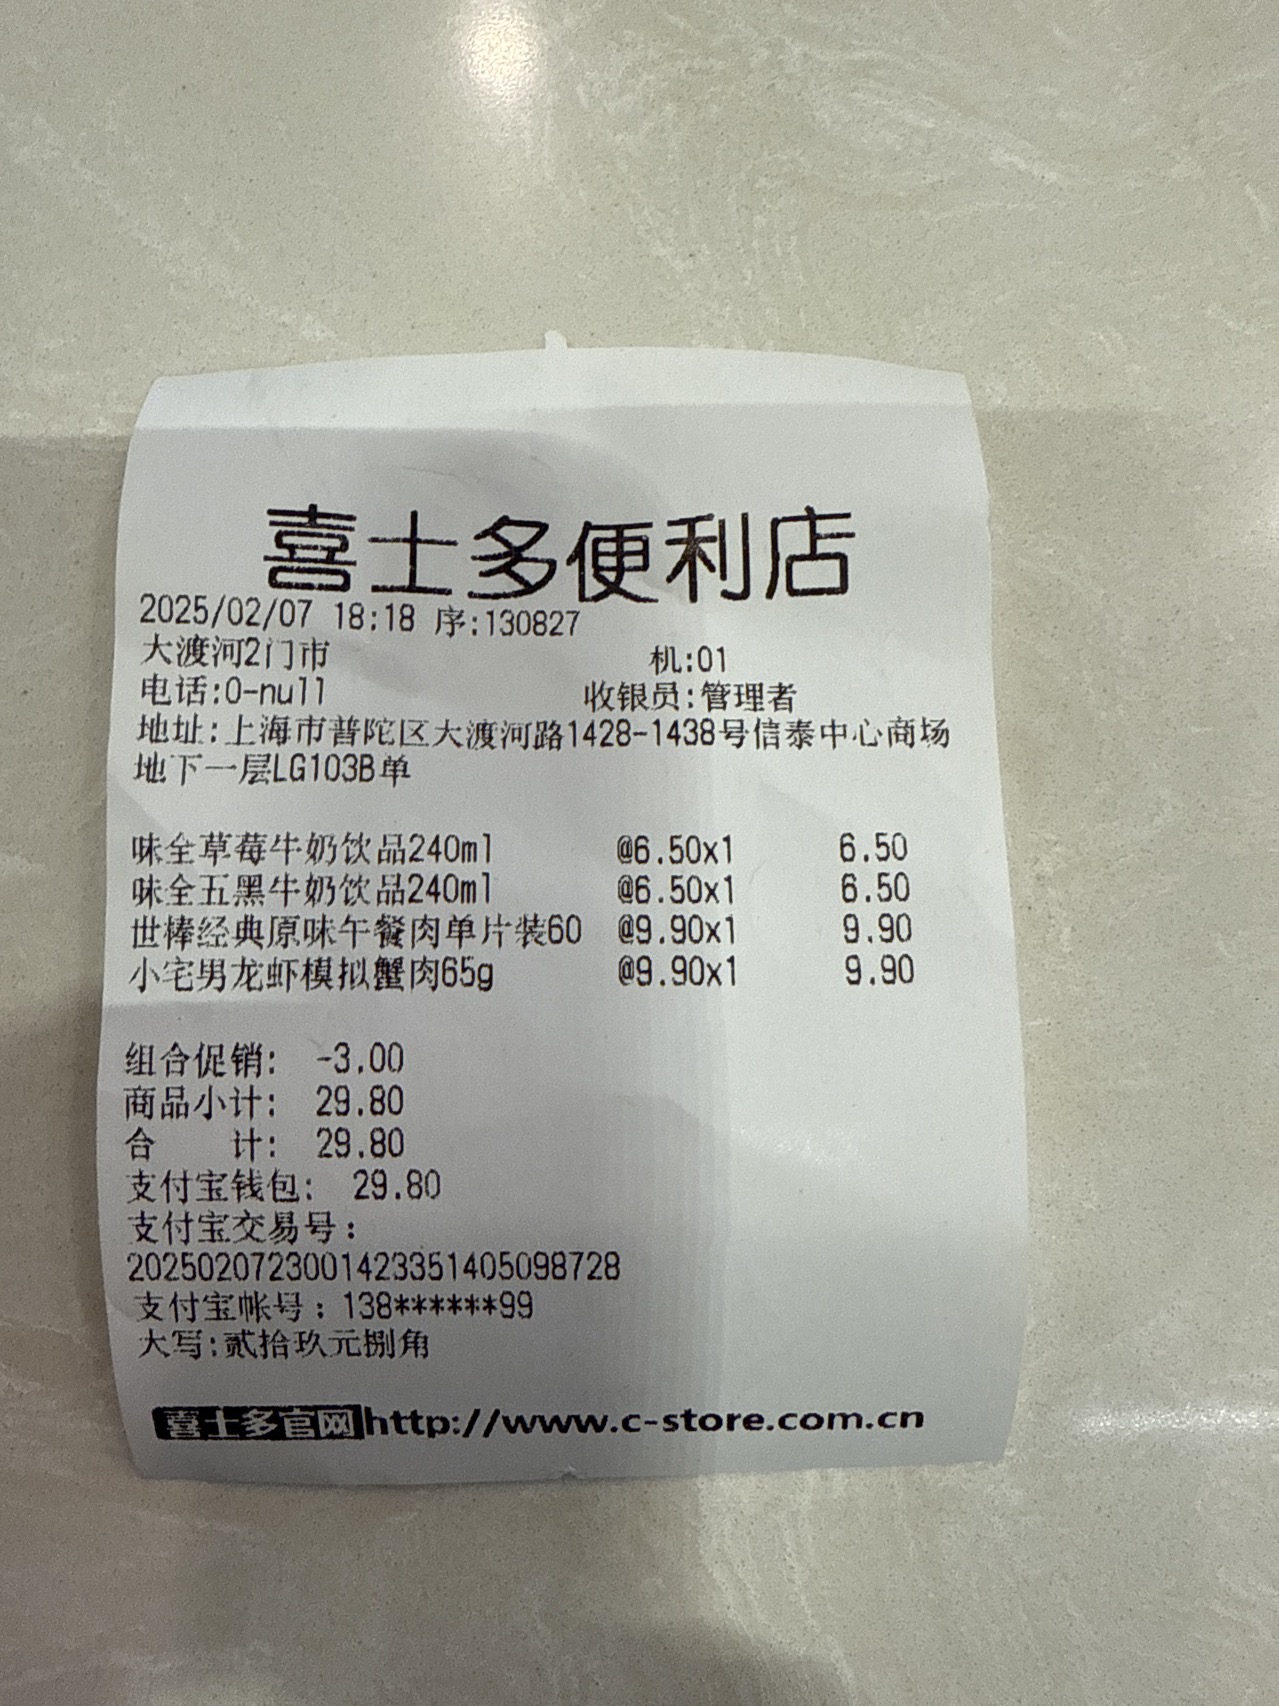 喜士多便利店
2025/02/07 18:18 序:130827
大渡河2门市 机:01
电话:0-null 收银员:管理者
地址:上海市普陀区大渡河路1428-1438号信泰中心商场
地下一层LG103B单
味全草莓牛奶饮品240ml @6.50x1 6.50
味全五黑牛奶饮品240ml @6.50x1 6.50
世棒经典原味午餐肉单片装60 @9.90x1 9.90
小宅男龙虾模拟蟹肉65g @9.90x1 9.90
组合促销: -3.00
商品小计: 29.80
合 计: 29.80
支付宝钱包: 29.80
支付宝交易号:
2025020723001423351405098728
支付宝帐号:138******99
大写:贰拾玖元捌角
喜士多官网http://www.c-store.com.cn